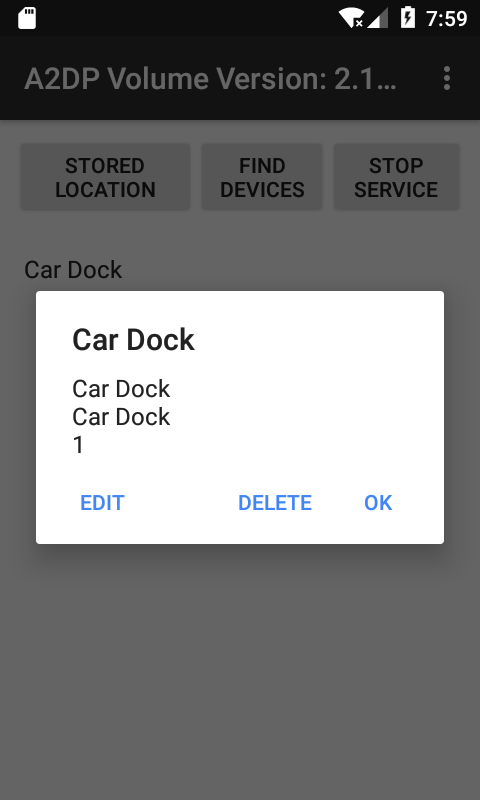 7:59
A2DP Volume Version: 2.1...
STORED
LOCATION
FIND
DEVICES
STOP
SERVICE
Car Dock
Car Dock
Car Dock
Car Dock
1
EDIT
DELETE
OK